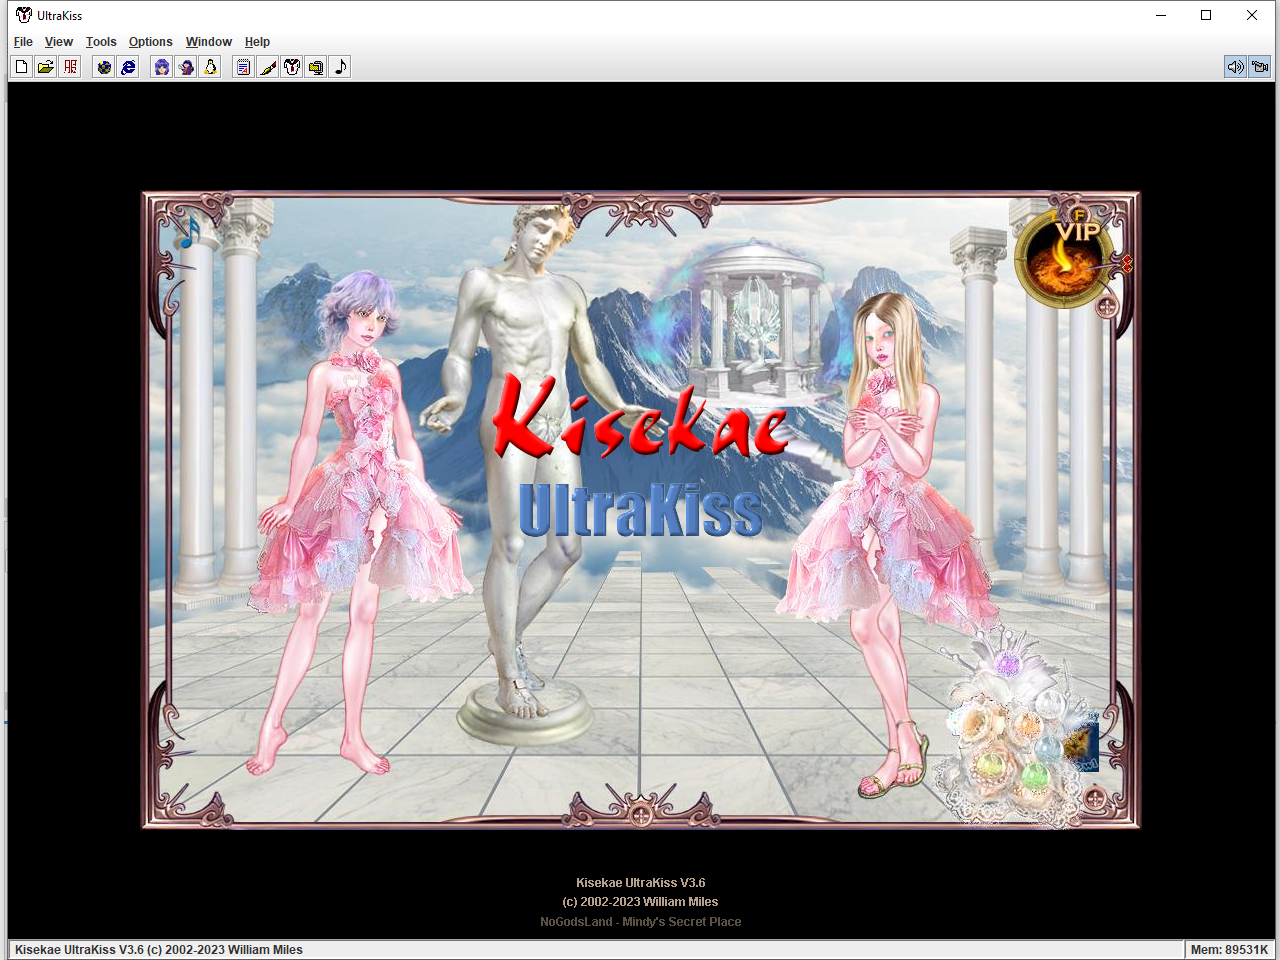 UltraKiss
File View Tools Options Window Help
F
VIP
Kisekae
UltraKiss
Kisekae UltraKiss V3.6
(c) 2002-2023 William Miles
NoGodsLand - Mindy's Secret Place
Kisekae UltraKiss V3.6 (c) 2002-2023 William Miles
Mem: 89531K